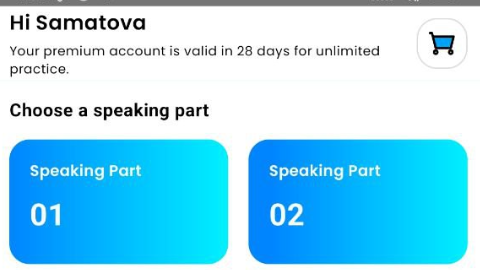 Hi Samatova
Your premium account is valid in 28 days for unlimited
practice.
Choose a speaking part
Speaking Part
01
Speaking Part
02